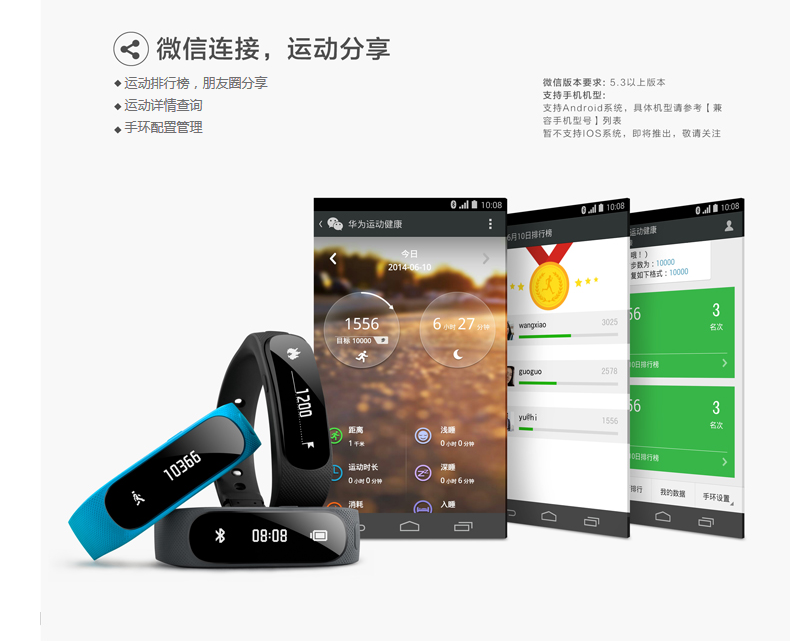 微信连接，运动分享
运动排行榜，朋友圈分享
运动详情查询
手环配置管理
微信版本要求: 5.3以上版本
支持手机机型:
支持Android系统，具体机型请参考【兼
容手机型号】列表
暂不支持IOS系统，即将推出，敬请关注
10:08
华为运动健康
今日
2014-06-10
1556
目标 10000
6小时27分钟
距离
1千米
浅睡
0小时0分钟
运动时长
0小时0分钟
深睡
0小时6分钟
消耗
入睡
10:08
6月10日排行榜
wangxiao
3025
guoguo
2578
yuhhi
1556
10:08
运动健康
哦！）
步数为：10000
复如下格式：10000
56
3
名次
0日排行榜
56
3
名次
0日排行榜
排行
我的数据
手环设置
1200
10366
08:08